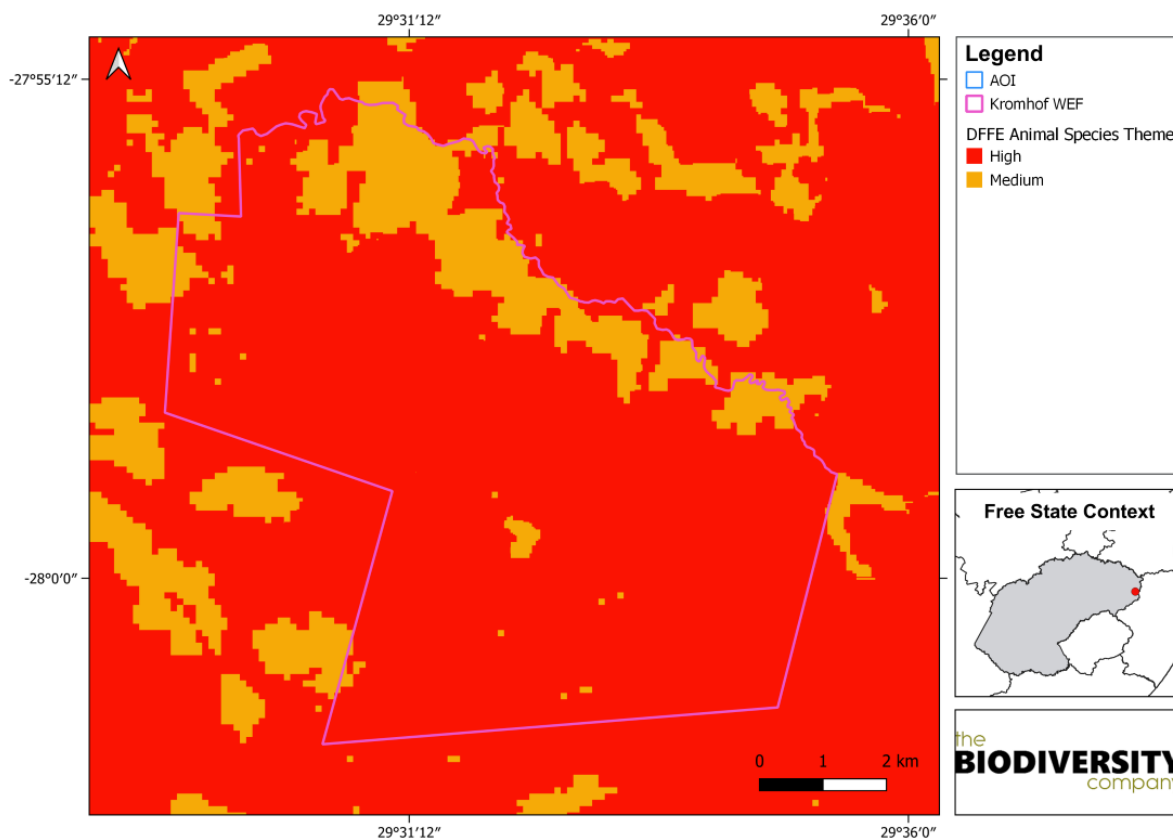 29°31'12" 29°36'0"
-27°55'12"
-28°0'0"
0 1 2 km
29°31'12" 29°36'0"
Legend
AOI
Kromhof WEF
DFFE Animal Species Theme
High
Medium
Free State Context
the
BIODIVERSITY
company